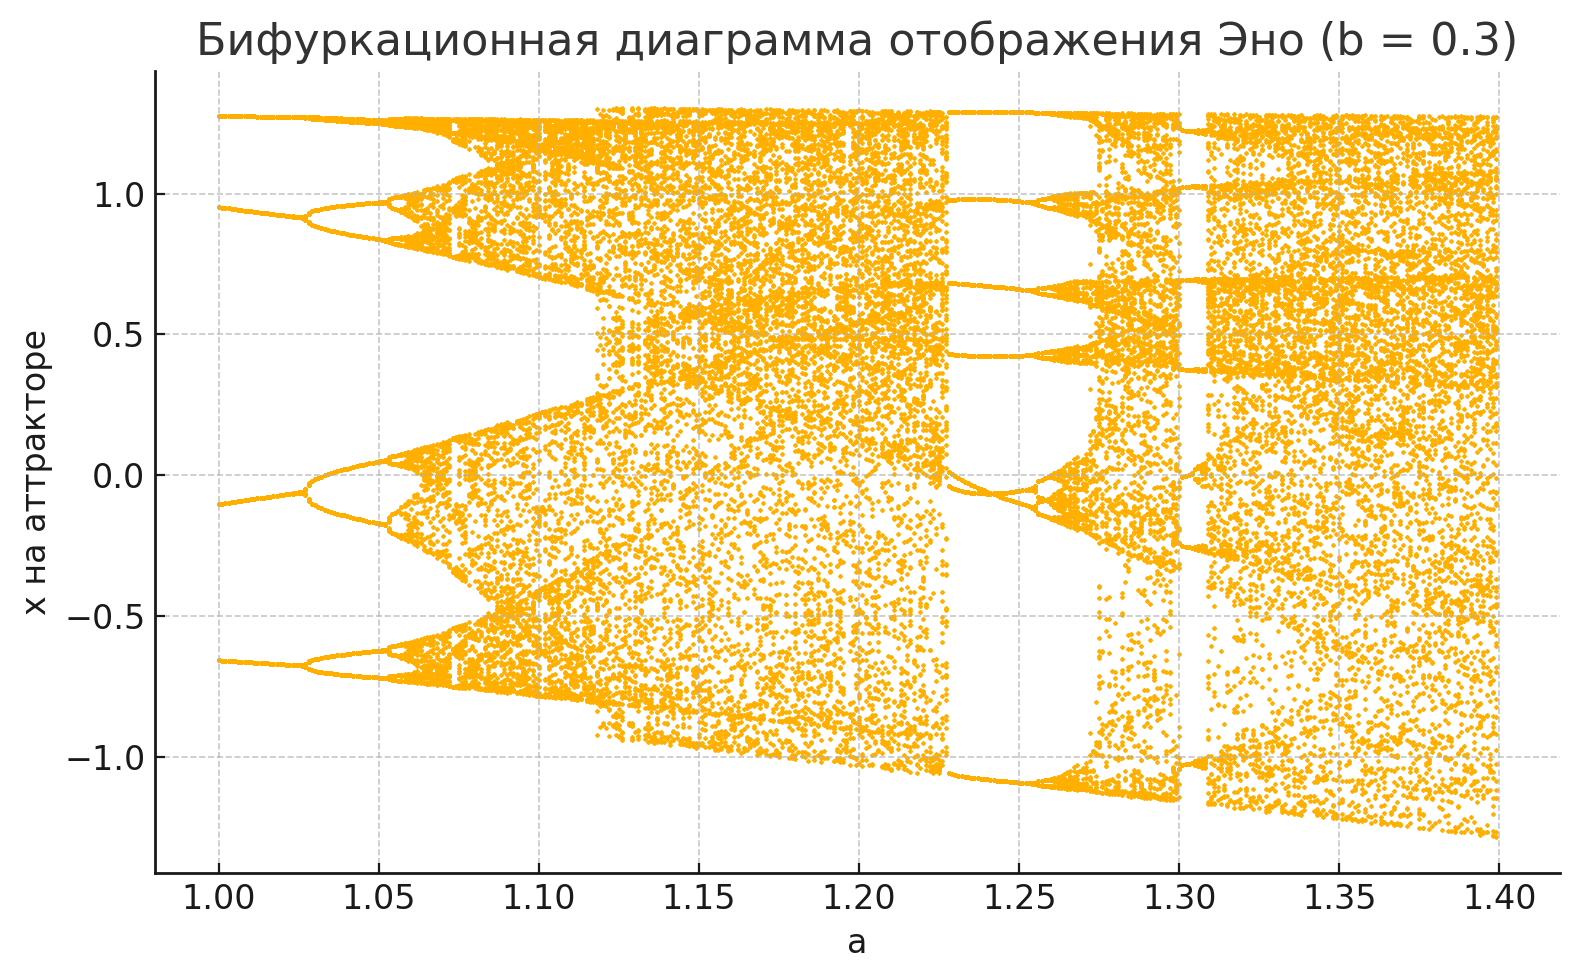 Бифуркационная диаграмма отображения Эно (b = 0.3)
x на аттракторе
1.0
0.5
0.0
−0.5
−1.0
1.00 1.05 1.10 1.15 1.20 1.25 1.30 1.35 1.40
a